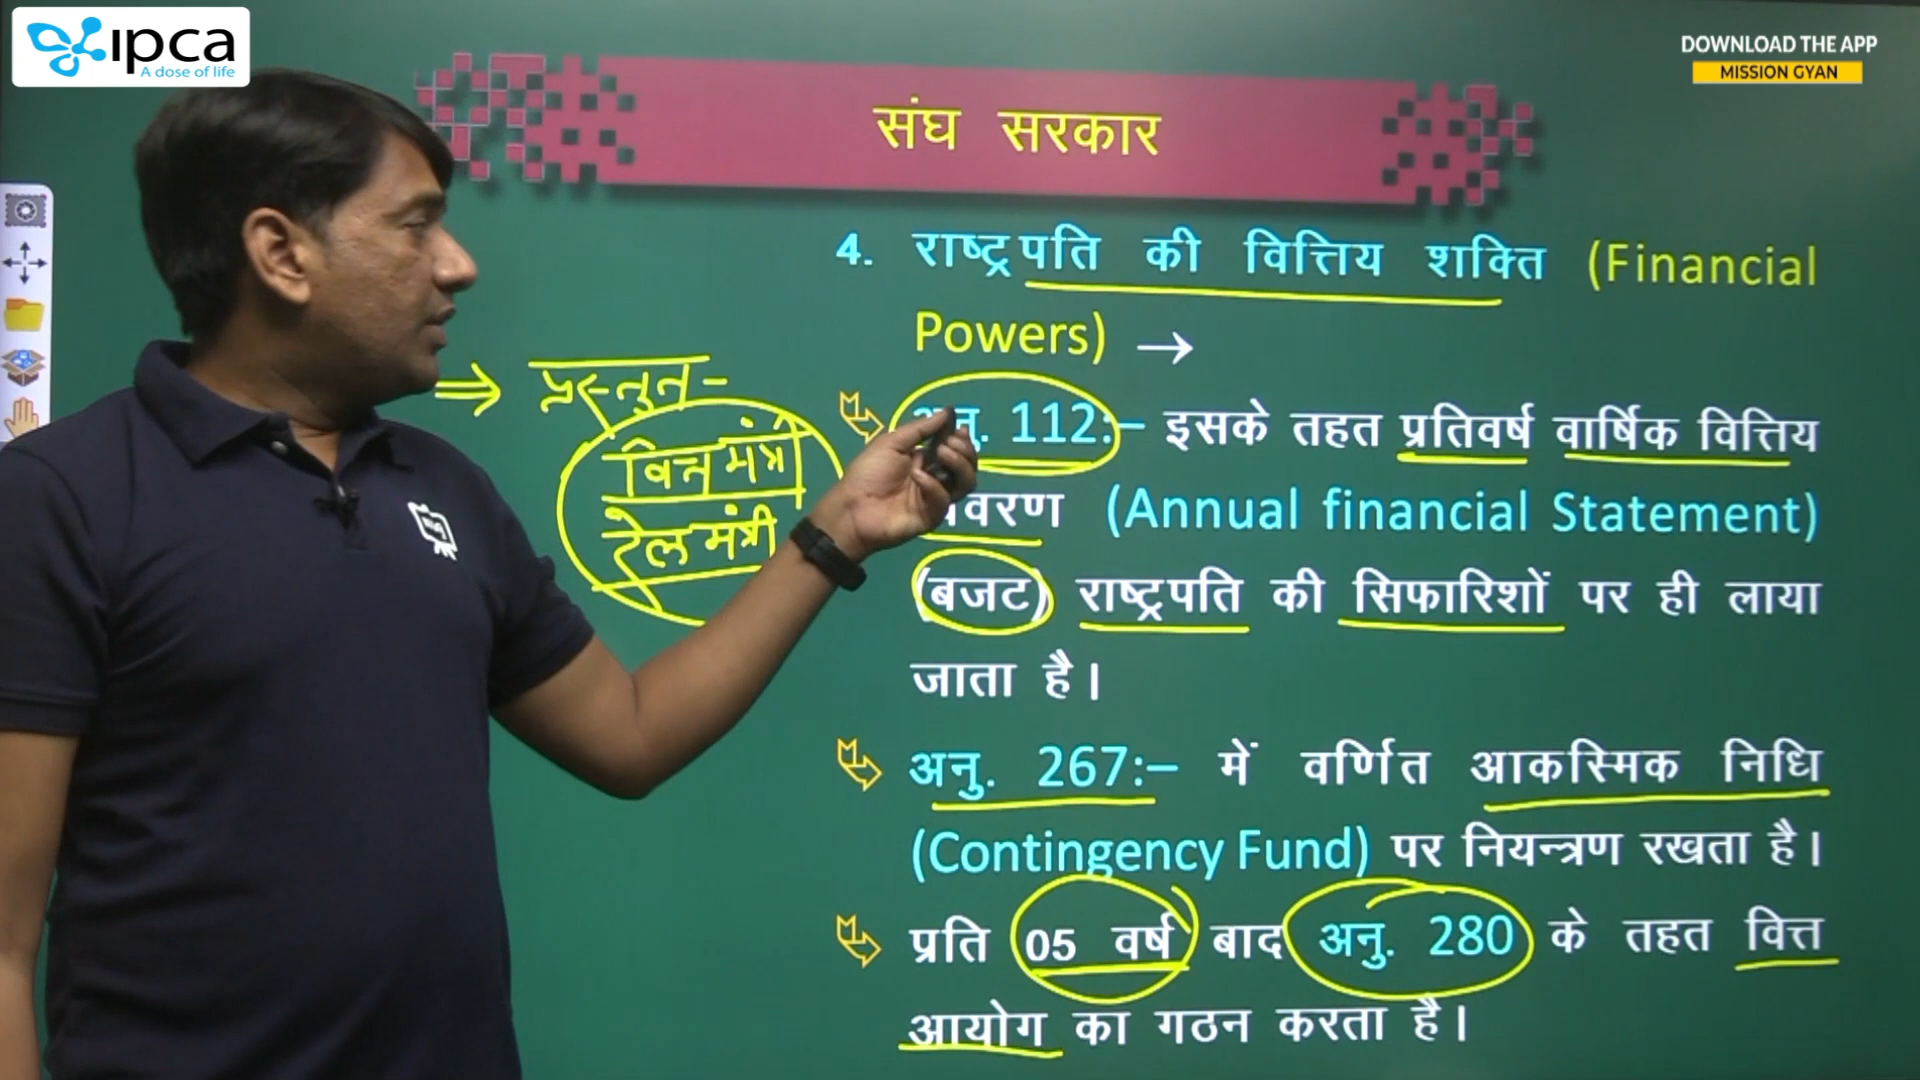 ipca
A dose of life
DOWNLOAD THE APP
MISSION GYAN
संघ सरकार
4. राष्ट्रपति की वित्तिय शक्ति (Financial
Powers) →
⇒ प्रस्तुत -
वित्त मंत्री
रेल मंत्री
अनु. 112:– इसके तहत प्रतिवर्ष वार्षिक वित्तिय
विवरण (Annual financial Statement)
(बजट) राष्ट्रपति की सिफारिशों पर ही लाया
जाता है।
अनु. 267:– में वर्णित आकस्मिक निधि
(Contingency Fund) पर नियन्त्रण रखता है।
प्रति 05 वर्ष बाद अनु. 280 के तहत वित्त
आयोग का गठन करता है।